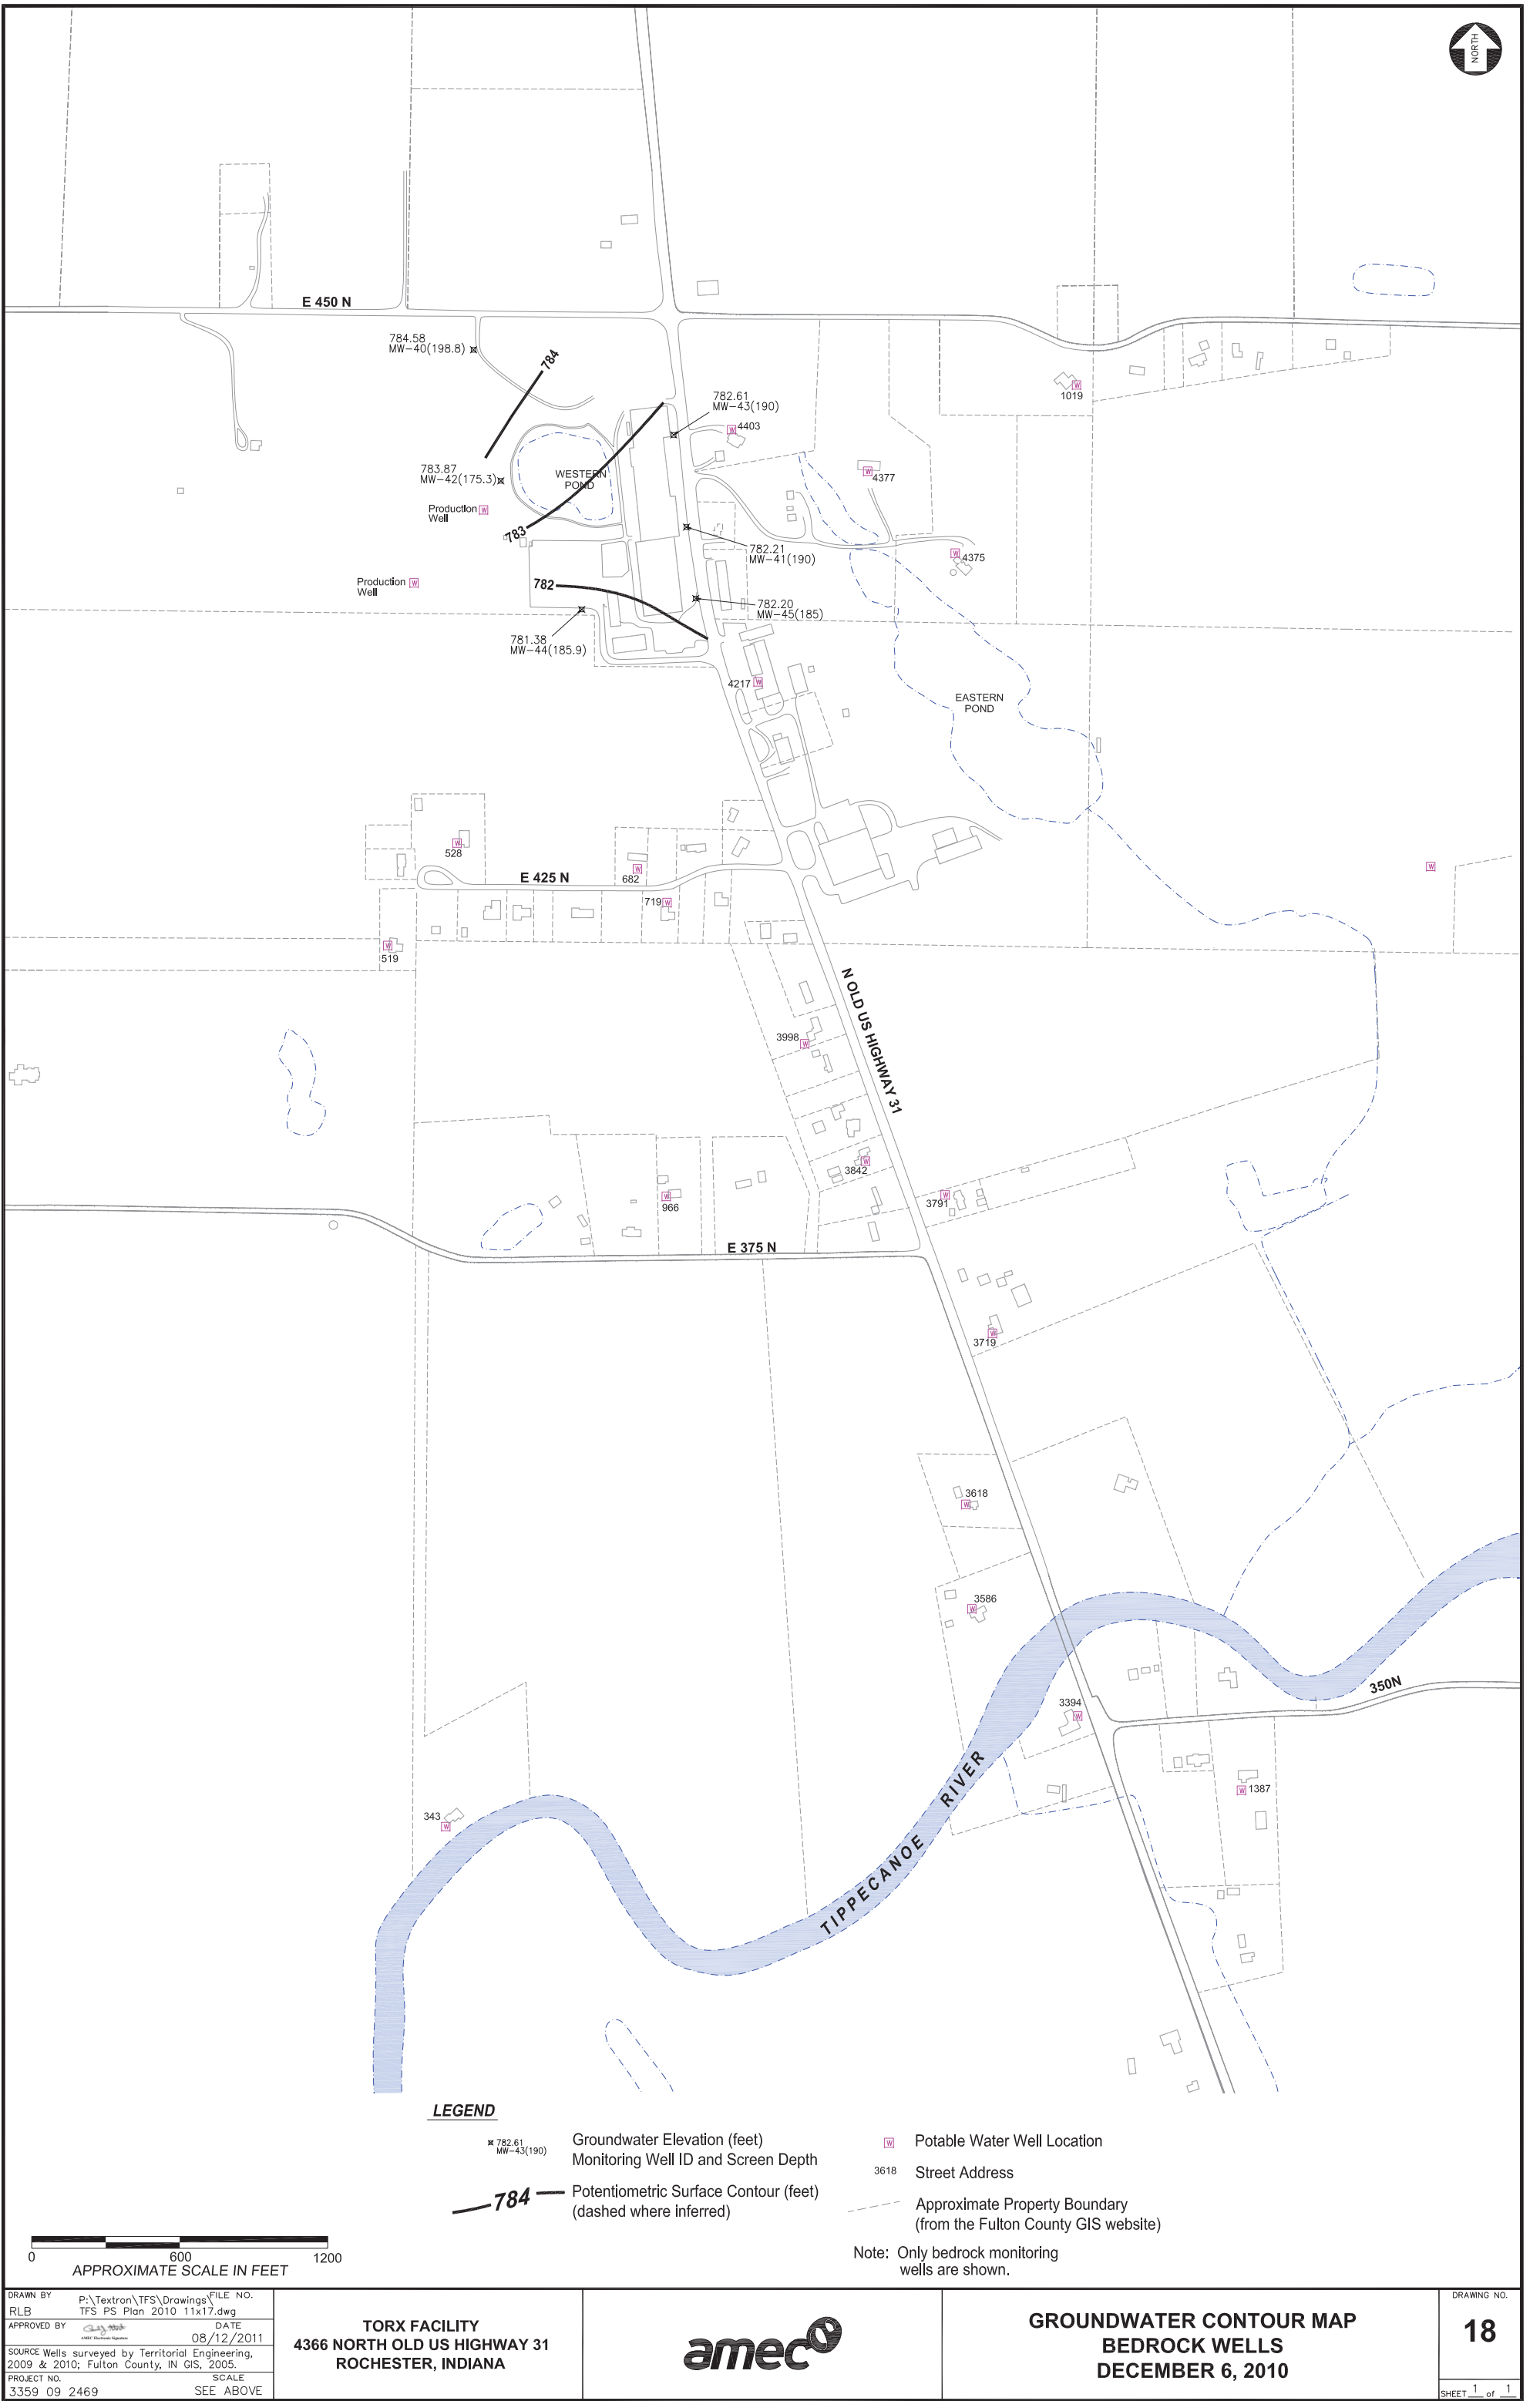 NORTH
E 450 N
784.58
MW-40(198.8)
784
782.61
MW-43(190)
4403
1019
783.87
MW-42(175.3)
WESTERN
POND
4377
Production
Well
783
782.21
MW-41(190)
4375
Production
Well
782
782.20
MW-45(185)
781.38
MW-44(185.9)
4217
EASTERN
POND
528
682
E 425 N
719
519
N OLD US HIGHWAY 31
3998
3842
966
3791
E 375 N
3719
3618
3586
350N
3394
1387
343
TIPPECANOE RIVER
LEGEND
782.61
MW-43(190)
Groundwater Elevation (feet)
Monitoring Well ID and Screen Depth
784
Potentiometric Surface Contour (feet)
(dashed where inferred)
W
Potable Water Well Location
3618
Street Address
Approximate Property Boundary
(from the Fulton County GIS website)
Note: Only bedrock monitoring
wells are shown.
0 600 1200
APPROXIMATE SCALE IN FEET
DRAWN BY
RLB
P:\Textron\TFS\Drawings\
TFS PS Plan 2010 11x17.dwg
FILE NO.
APPROVED BY
DATE
08/12/2011
SOURCE Wells surveyed by Territorial Engineering,
2009 & 2010; Fulton County, IN GIS, 2005.
PROJECT NO.
3359 09 2469
SCALE
SEE ABOVE
TORX FACILITY
4366 NORTH OLD US HIGHWAY 31
ROCHESTER, INDIANA
amec
GROUNDWATER CONTOUR MAP
BEDROCK WELLS
DECEMBER 6, 2010
DRAWING NO.
18
SHEET 1 of 1